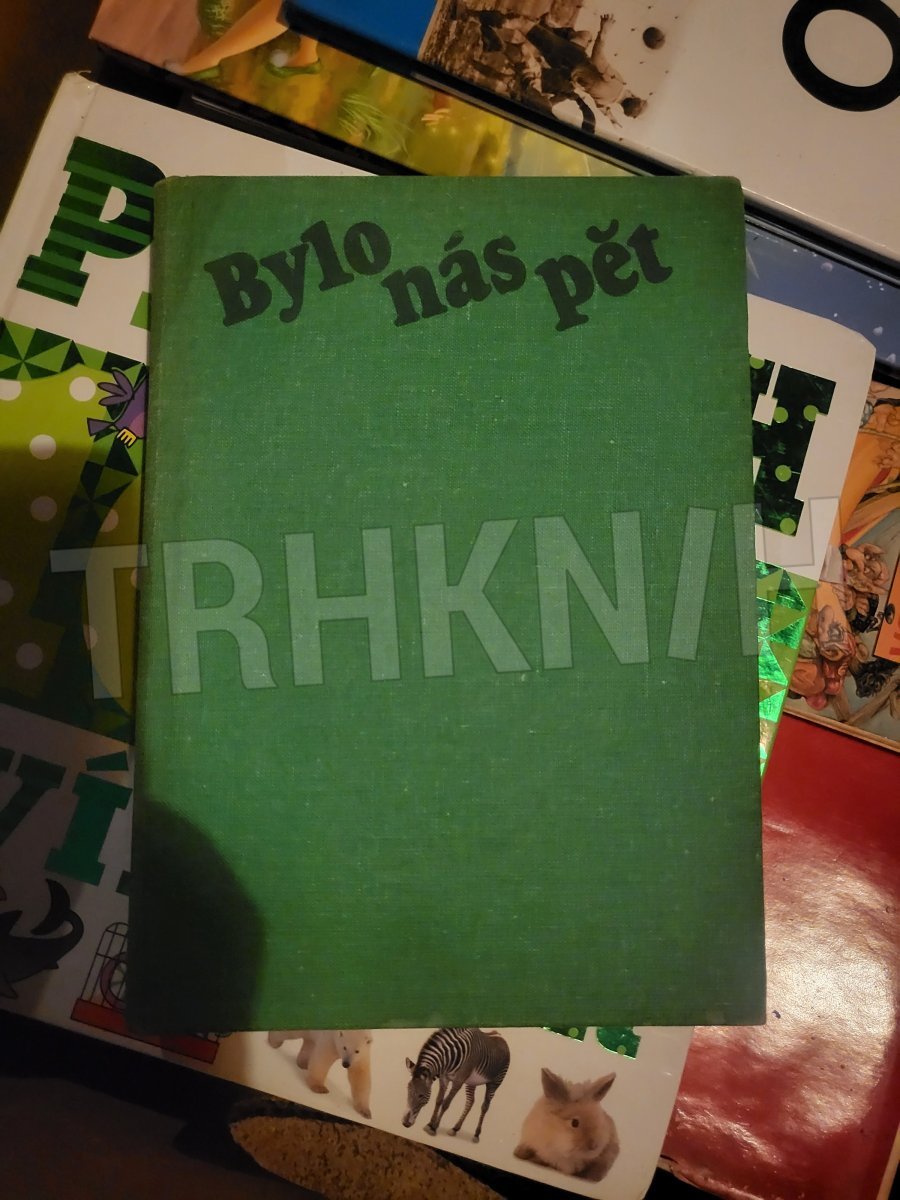 O
Bylo nás pět
TRHKNIH